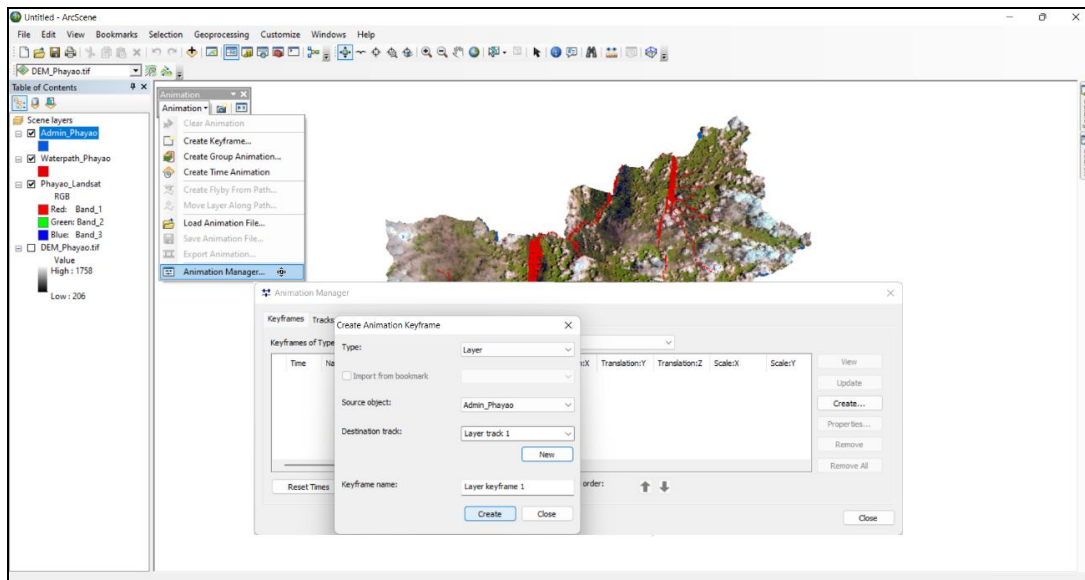 Untitled - ArcScene
File Edit View Bookmarks Selection Geoprocessing Customize Windows Help
DEM_Phayao.tif
Table of Contents
Scene layers
Admin_Phayao
Waterpath_Phayao
Phayao_Landsat
RGB
Red: Band_1
Green: Band_2
Blue: Band_3
DEM_Phayao.tif
Value
High : 1758
Low : 206
Animation
Animation
Clear Animation
Create Keyframe...
Create Group Animation...
Create Time Animation
Create Flyby From Path...
Move Layer Along Path...
Load Animation File...
Save Animation File...
Export Animation...
Animation Manager...
Animation Manager
Keyframes Tracks
Keyframes of Type
Time Na
:X Translation:Y Translation:Z Scale:X Scale:Y
View
Update
Create...
Properties...
Remove
Remove All
Reset Times
order:
Close
Create Animation Keyframe
Type: Layer
Import from bookmark
Source object: Admin_Phayao
Destination track: Layer track 1
New
Keyframe name: Layer keyframe 1
Create Close